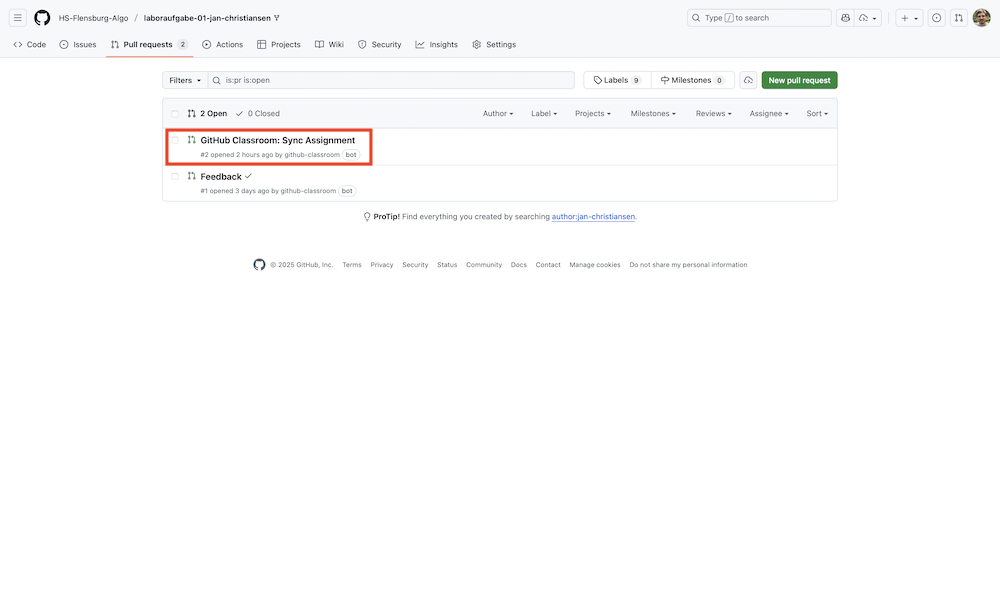 HS-Flensburg-Algo / laboraufgabe-01-jan-christiansen Type / to search
Code Issues Pull requests 2 Actions Projects Wiki Security Insights Settings
Filters is:pr is:open Labels 9 Milestones 0 New pull request
2 Open 0 Closed Author Label Projects Milestones Reviews Assignee Sort
GitHub Classroom: Sync Assignment
#2 opened 2 hours ago by github-classroom bot
Feedback
#1 opened 3 days ago by github-classroom bot
ProTip! Find everything you created by searching author:jan-christiansen.
© 2025 GitHub, Inc. Terms Privacy Security Status Community Docs Contact Manage cookies Do not share my personal information